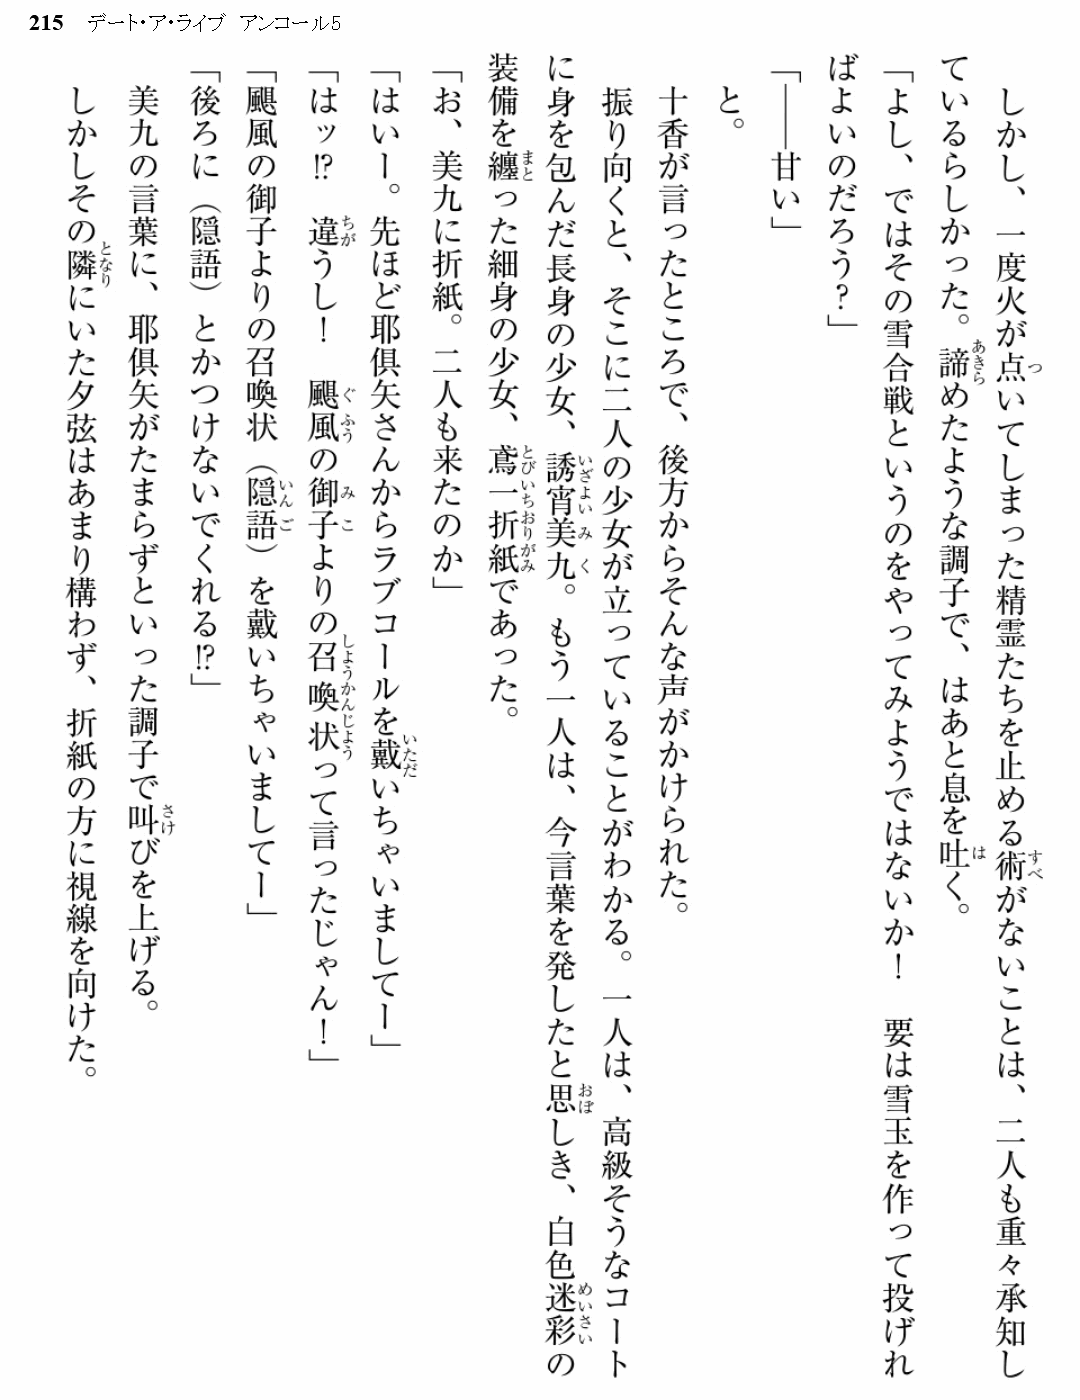 215 デート・ア・ライブ アンコール5
しかし、一度火が点いてしまった精霊たちを止める術がないことは、二人も重々承知し
ているらしかった。諦めたような調子で、はあと息を吐く。
「よし、ではその雪合戦というのをやってみようではないか！　要は雪玉を作って投げれ
ばよいのだろう？」
「――甘い」
と。
十香が言ったところで、後方からそんな声がかけられた。
振り向くと、そこに二人の少女が立っていることがわかる。一人は、高級そうなコート
に身を包んだ長身の少女、誘宵美九。もう一人は、今言葉を発したと思しき、白色迷彩の
装備を纏った細身の少女、鳶一折紙であった。
「お、美九に折紙。二人も来たのか」
「はいー。先ほど耶倶矢さんからラブコールを戴いちゃいましてー」
「はッ!?　違うし！　颶風の御子よりの召喚状って言ったじゃん！」
「颶風の御子よりの召喚状（隠語）を戴いちゃいましてー」
「後ろに（隠語）とかつけないでくれる!?」
美九の言葉に、耶倶矢がたまらずといった調子で叫びを上げる。
しかしその隣にいた夕弦はあまり構わず、折紙の方に視線を向けた。